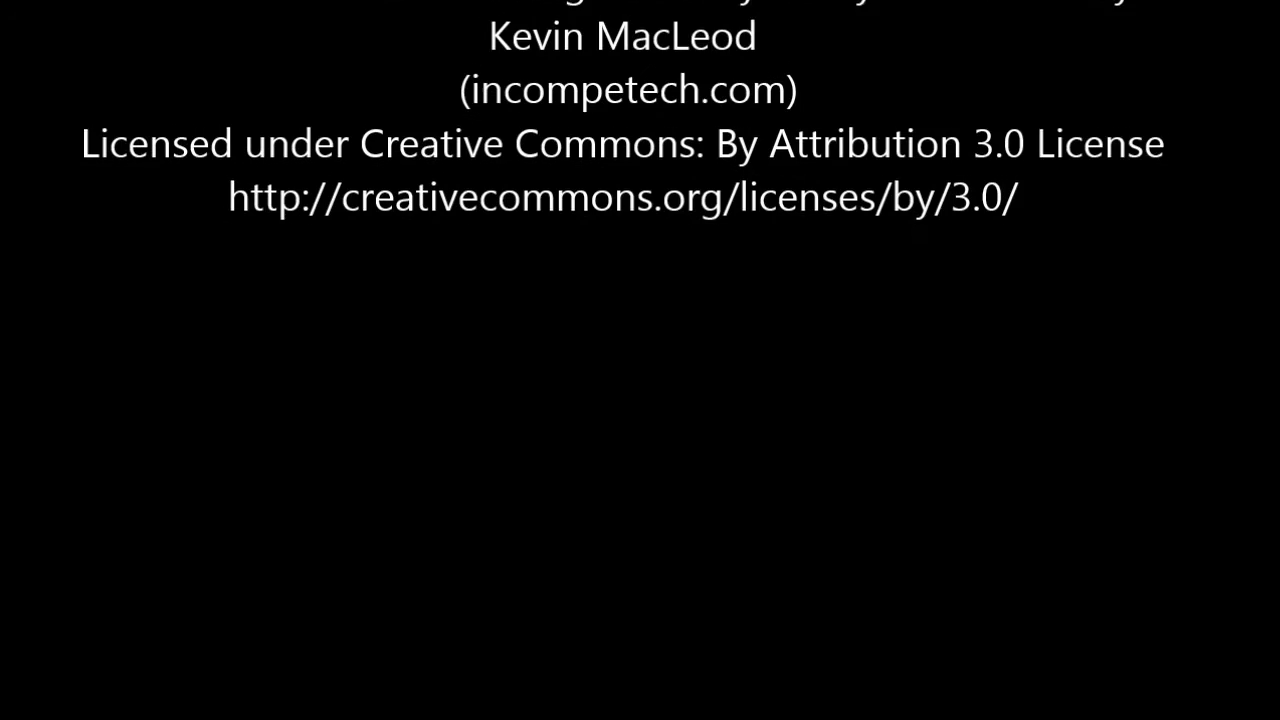 Kevin MacLeod
(incompetech.com)
Licensed under Creative Commons: By Attribution 3.0 License
http://creativecommons.org/licenses/by/3.0/